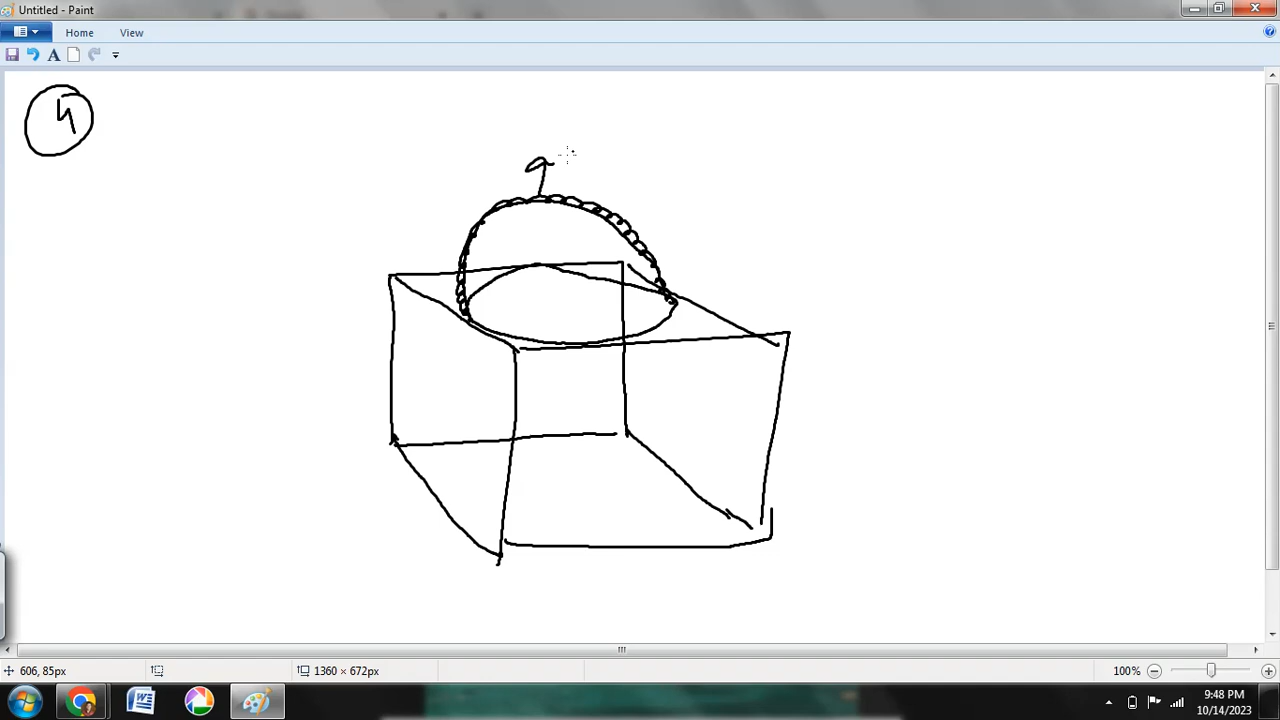 Untitled - Paint
Home View
A
4
606, 85px
1360 × 672px
100%
9:48 PM
10/14/2023